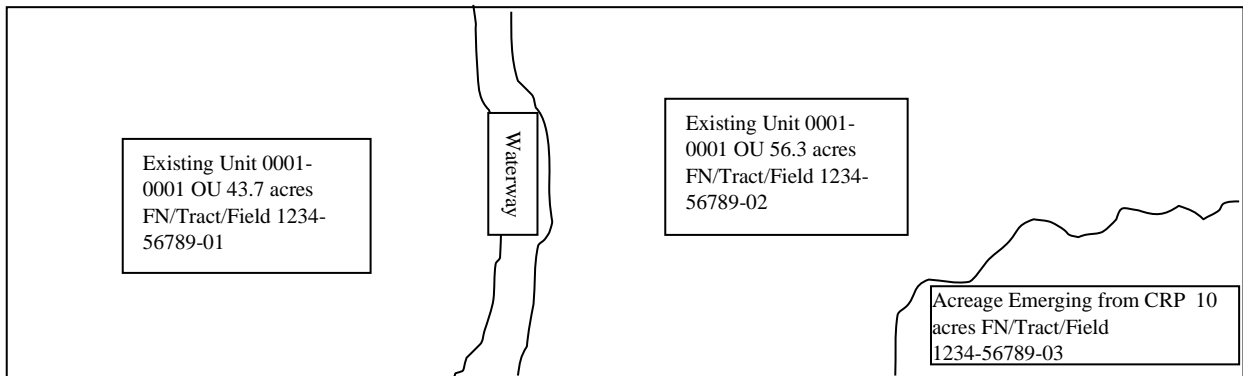 Existing Unit 0001-
0001 OU 43.7 acres
FN/Tract/Field 1234-
56789-01
Waterway
Existing Unit 0001-
0001 OU 56.3 acres
FN/Tract/Field 1234-
56789-02
Acreage Emerging from CRP 10
acres FN/Tract/Field
1234-56789-03